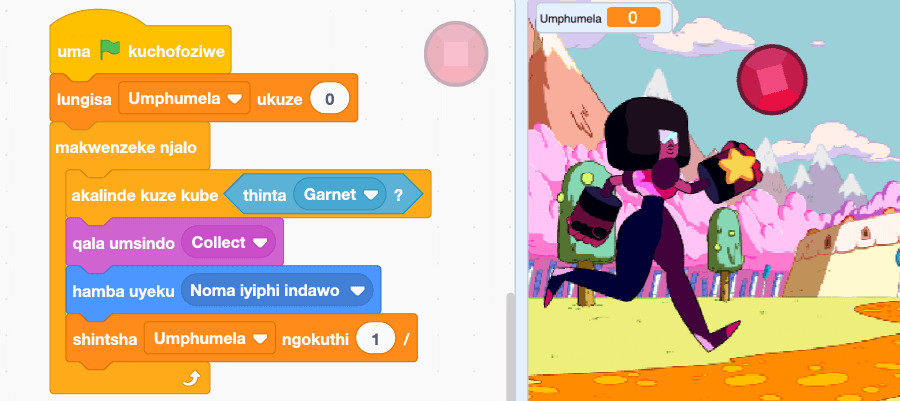 uma kuchofoziwe
lungisa Umphumela ukuze 0
makwenzeke njalo
akalinde kuze kube thinta Garnet ?
qala umsindo Collect
hamba uyeku Noma iyiphi indawo
shintsha Umphumela ngokuthi 1 /
Umphumela 0